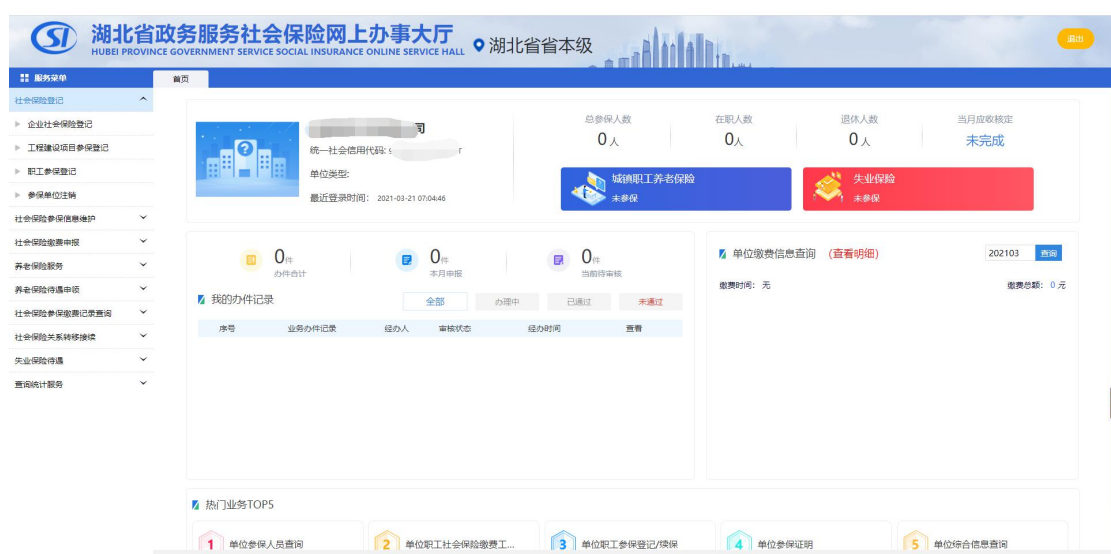 湖北省政务服务社会保险网上办事大厅
HUBEI PROVINCE GOVERNMENT SERVICE SOCIAL INSURANCE ONLINE SERVICE HALL
湖北省省本级
退出
服务菜单
首页
社会保险登记
企业社会保险登记
工程建设项目参保登记
职工参保登记
参保单位注销
社会保险参保信息维护
社会保险缴费申报
养老保险服务
养老保险待遇申领
社会保险参保缴费记录查询
社会保险关系转移接续
失业保险待遇
查询统计服务
司
统一社会信用代码:
单位类型:
最近登录时间: 2021-03-21 07:04:46
总参保人数
0人
在职人数
0人
退休人数
0人
当月应收核定
未完成
城镇职工养老保险
未参保
失业保险
未参保
0件
办件合计
0件
本月申报
0件
当前待审核
我的办件记录
全部 办理中 已通过 未通过
序号 业务办件记录 经办人 审核状态 经办时间 查看
单位缴费信息查询 (查看明细)
202103 查询
缴费时间: 无
缴费总额: 0 元
热门业务TOP5
1 单位参保人员查询
2 单位职工社会保险缴费工...
3 单位职工参保登记/续保
4 单位参保证明
5 单位综合信息查询